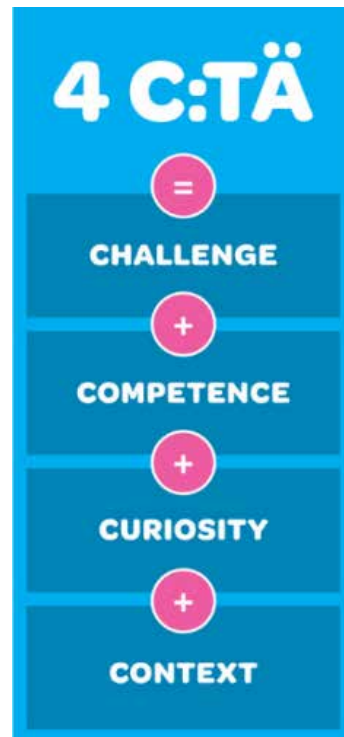 4 C:TÄ
=
CHALLENGE
+
COMPETENCE
+
CURIOSITY
+
CONTEXT